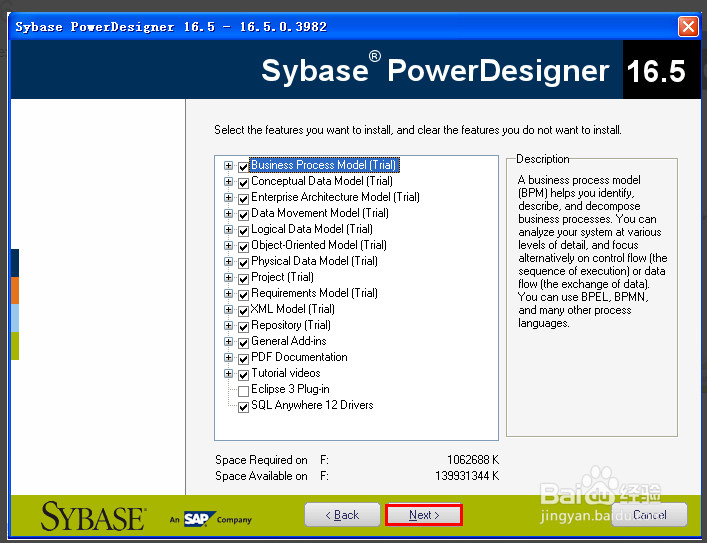 Sybase PowerDesigner 16.5 - 16.5.0.3982
Sybase® PowerDesigner 16.5
Select the features you want to install, and clear the features you do not want to install.
Business Process Model (Trial)
Conceptual Data Model (Trial)
Enterprise Architecture Model (Trial)
Data Movement Model (Trial)
Logical Data Model (Trial)
Object-Oriented Model (Trial)
Physical Data Model (Trial)
Project (Trial)
Requirements Model (Trial)
XML Model (Trial)
Repository (Trial)
General Add-ins
PDF Documentation
Tutorial videos
Eclipse 3 Plug-in
SQL Anywhere 12 Drivers
Description
A business process model
(BPM) helps you identify,
describe, and decompose
business processes. You can
analyze your system at various
levels of detail, and focus
alternatively on control flow (the
sequence of execution) or data
flow (the exchange of data).
You can use BPEL, BPMN,
and many other process
languages.
Space Required on F: 1062688 K
Space Available on F: 139931344 K
SYBASE An SAP Company
< Back
Next >
Cancel
Baidu经验
jingyan.baidu